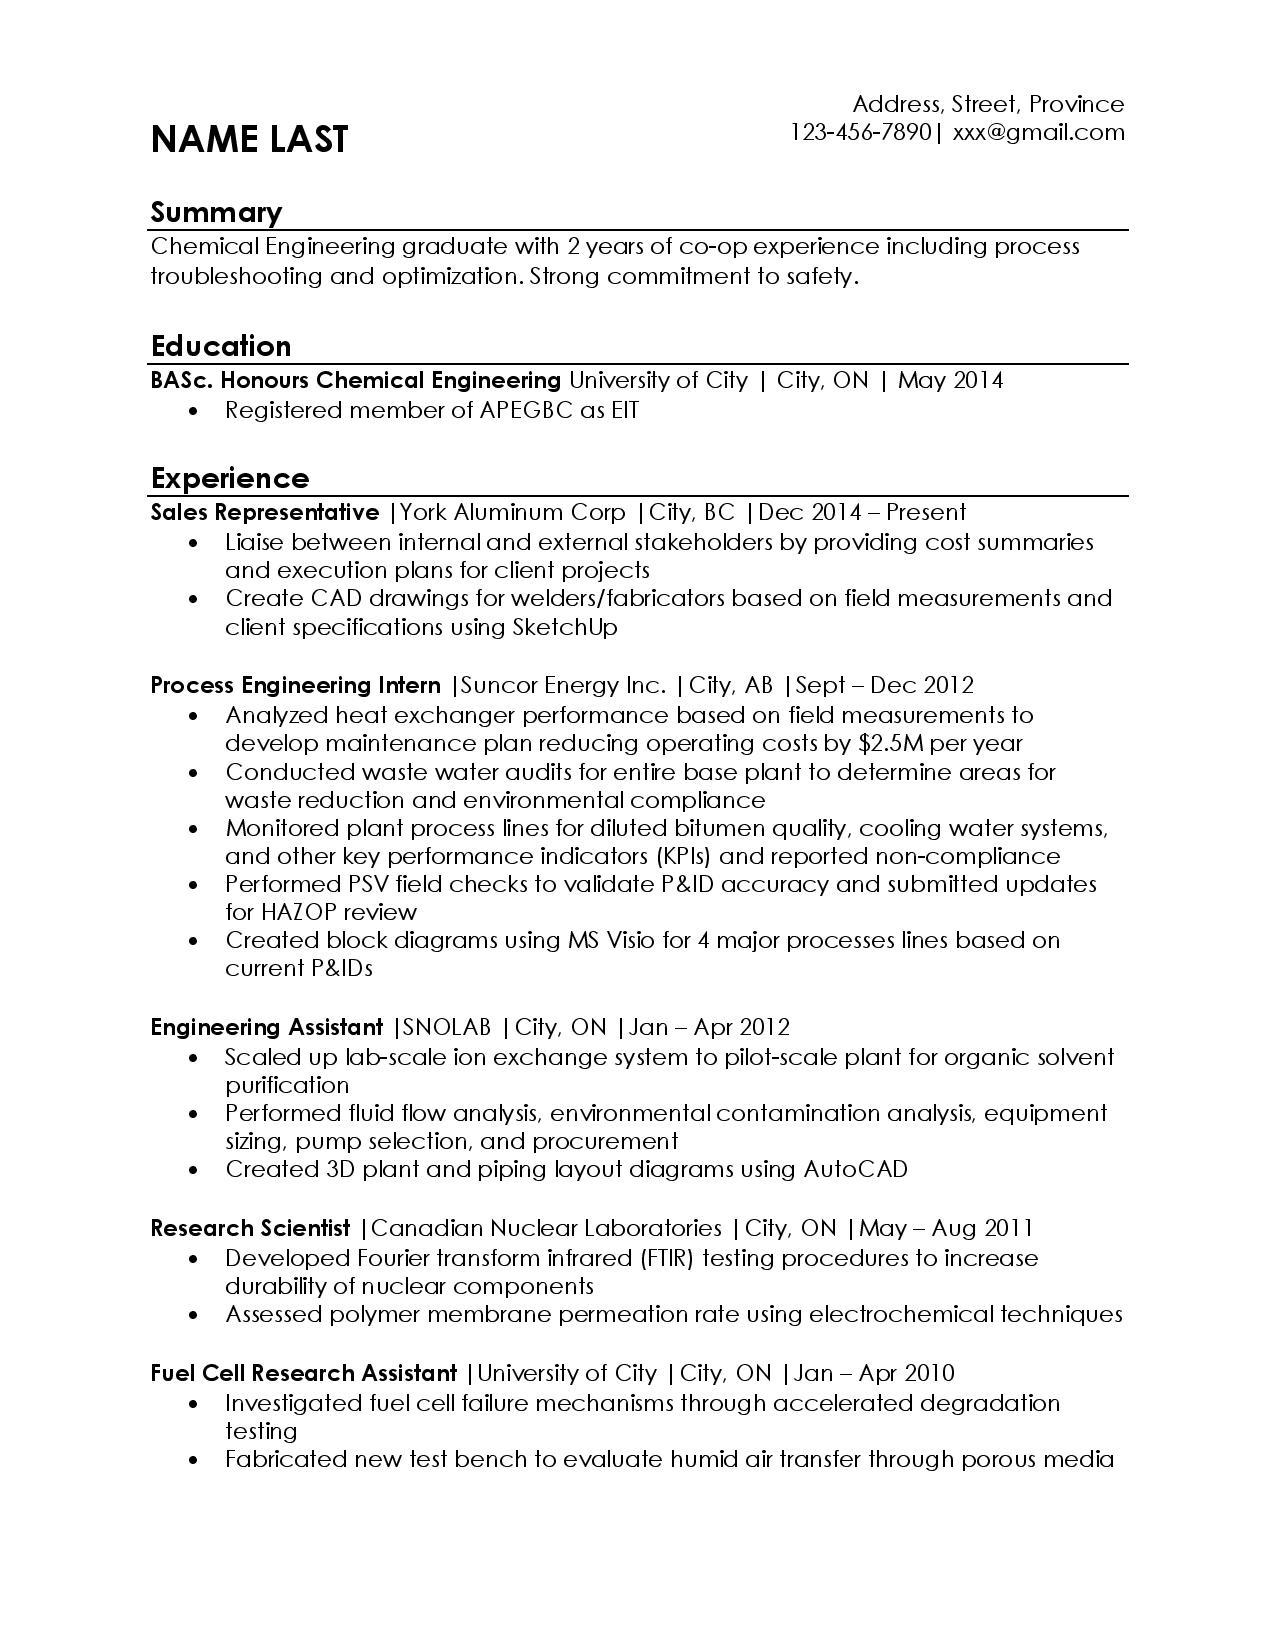 Address, Street, Province
NAME LAST
123-456-7890| xxx@gmail.com
Summary
Chemical Engineering graduate with 2 years of co-op experience including process
troubleshooting and optimization. Strong commitment to safety.
Education
BASc. Honours Chemical Engineering University of City | City, ON | May 2014
• Registered member of APEGBC as EIT
Experience
Sales Representative |York Aluminum Corp |City, BC |Dec 2014 – Present
• Liaise between internal and external stakeholders by providing cost summaries
and execution plans for client projects
• Create CAD drawings for welders/fabricators based on field measurements and
client specifications using SketchUp
Process Engineering Intern |Suncor Energy Inc. |City, AB |Sept – Dec 2012
• Analyzed heat exchanger performance based on field measurements to
develop maintenance plan reducing operating costs by $2.5M per year
• Conducted waste water audits for entire base plant to determine areas for
waste reduction and environmental compliance
• Monitored plant process lines for diluted bitumen quality, cooling water systems,
and other key performance indicators (KPIs) and reported non-compliance
• Performed PSV field checks to validate P&ID accuracy and submitted updates
for HAZOP review
• Created block diagrams using MS Visio for 4 major processes lines based on
current P&IDs
Engineering Assistant |SNOLAB |City, ON |Jan – Apr 2012
• Scaled up lab-scale ion exchange system to pilot-scale plant for organic solvent
purification
• Performed fluid flow analysis, environmental contamination analysis, equipment
sizing, pump selection, and procurement
• Created 3D plant and piping layout diagrams using AutoCAD
Research Scientist |Canadian Nuclear Laboratories |City, ON |May – Aug 2011
• Developed Fourier transform infrared (FTIR) testing procedures to increase
durability of nuclear components
• Assessed polymer membrane permeation rate using electrochemical techniques
Fuel Cell Research Assistant |University of City |City, ON |Jan – Apr 2010
• Investigated fuel cell failure mechanisms through accelerated degradation
testing
• Fabricated new test bench to evaluate humid air transfer through porous media